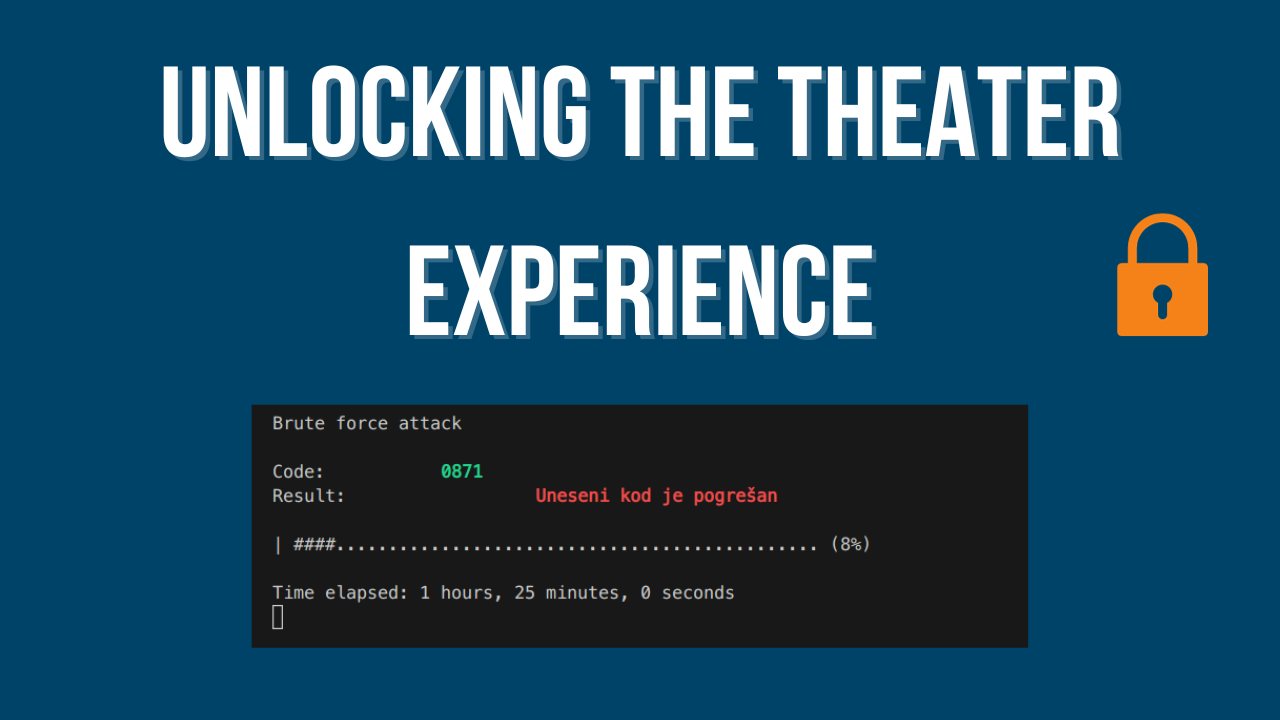 UNLOCKING THE THEATER
EXPERIENCE
Brute force attack
Code: 0871
Result: Uneseni kod je pogrešan
| ####.............................................. (8%)
Time elapsed: 1 hours, 25 minutes, 0 seconds